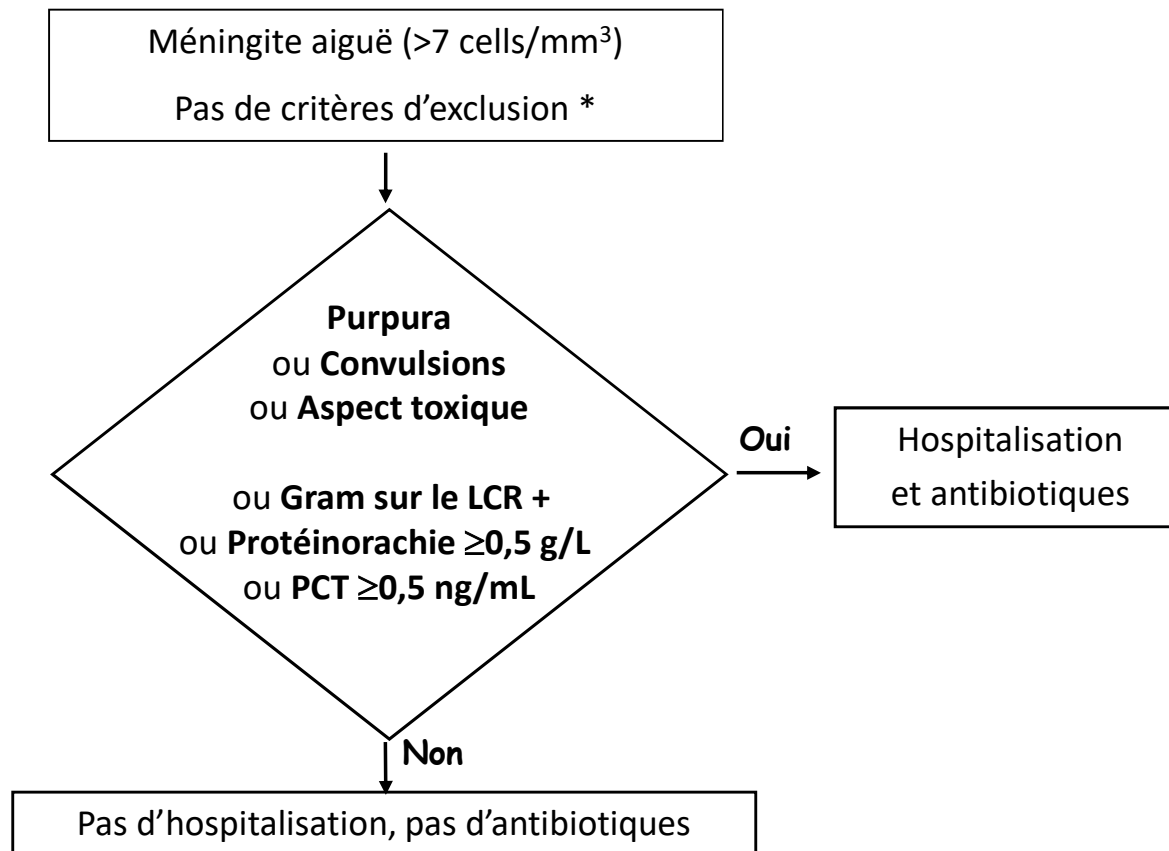 Méningite aiguë (>7 cells/mm³)
Pas de critères d'exclusion *
Purpura
ou Convulsions
ou Aspect toxique
ou Gram sur le LCR +
ou Protéinorachie ≥0,5 g/L
ou PCT ≥0,5 ng/mL
Oui
Hospitalisation
et antibiotiques
Non
Pas d'hospitalisation, pas d'antibiotiques